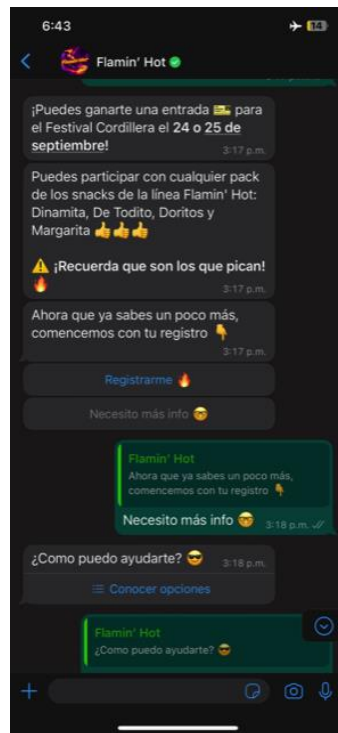 6:43
14
Flamin' Hot
¡Puedes ganarte una entrada 🎫 para
el Festival Cordillera el 24 o 25 de
septiembre!
3:17 p.m.
Puedes participar con cualquier pack
de los snacks de la línea Flamin' Hot:
Dinamita, De Todito, Doritos y
Margarita 👍👍👍
⚠️ ¡Recuerda que son los que pican!
🔥
3:17 p.m.
Ahora que ya sabes un poco más,
comencemos con tu registro 👇
3:17 p.m.
Registrarme 🔥
Necesito más info 🤓
Flamin' Hot
Ahora que ya sabes un poco más,
comencemos con tu registro 👇
Necesito más info 🤓
3:18 p.m.
¿Como puedo ayudarte? 😎
3:18 p.m.
Conocer opciones
Flamin' Hot
¿Como puedo ayudarte? 😎